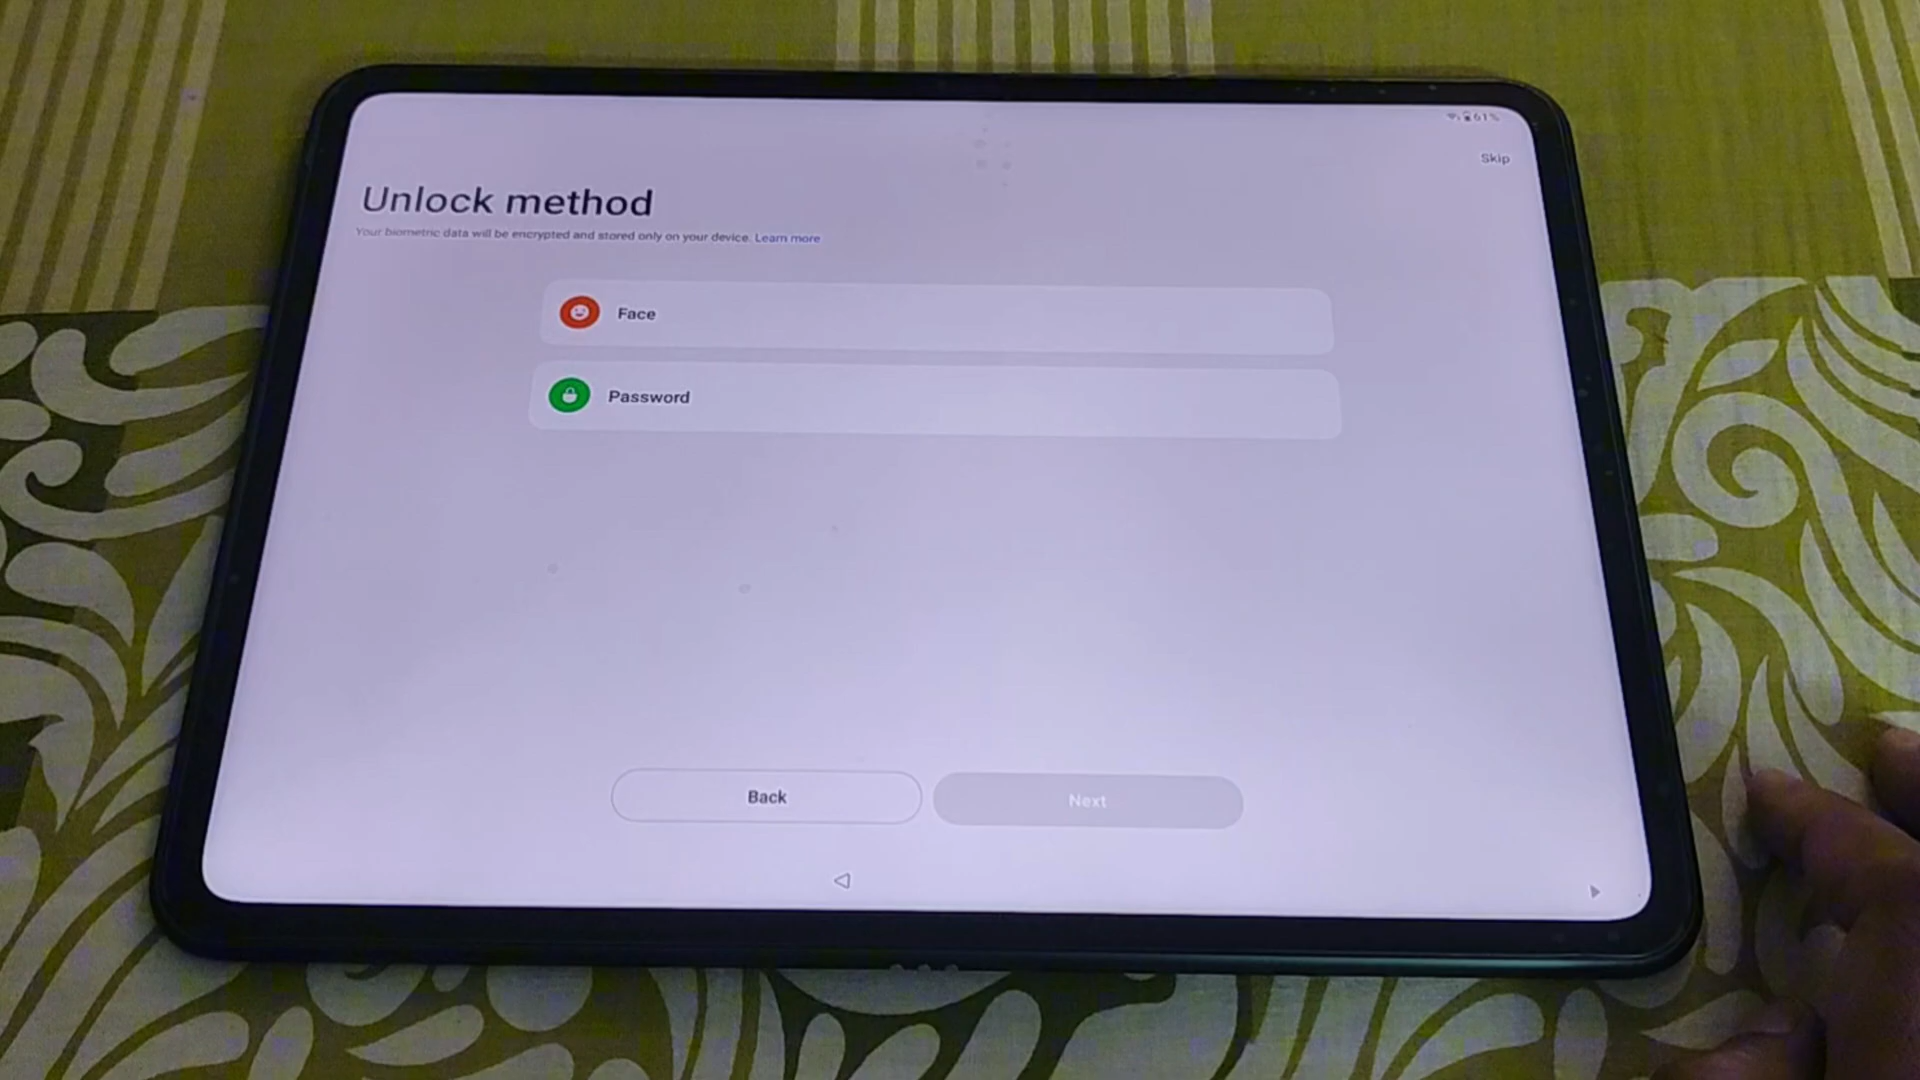 61%
Skip
Unlock method
Your biometric data will be encrypted and stored only on your device. Learn more
Face
Password
Back
Next